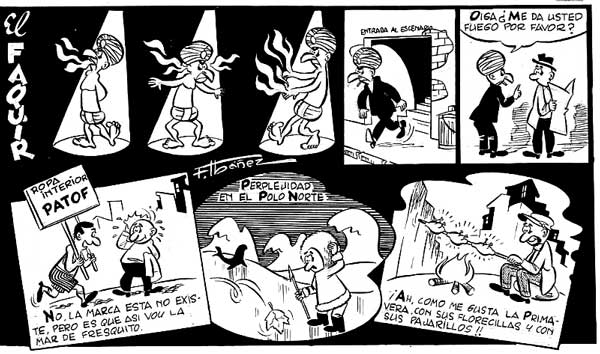 El
FAQUIR
ENTRADA AL ESCENARIO
OIGA ¿ME DA USTED
FUEGO POR FAVOR?
F. Ibáñez
ROPA
INTERIOR
PATOF
NO, LA MARCA ESTA NO EXIS-
TE, PERO ES QUE ASI VOY LA
MAR DE FRESQUITO.
PERPLEJIDAD
EN EL POLO NORTE
¡AH, COMO ME GUSTA LA PRIMA-
VERA, CON SUS FLORECILLAS Y CON
SUS PAJARILLOS!!